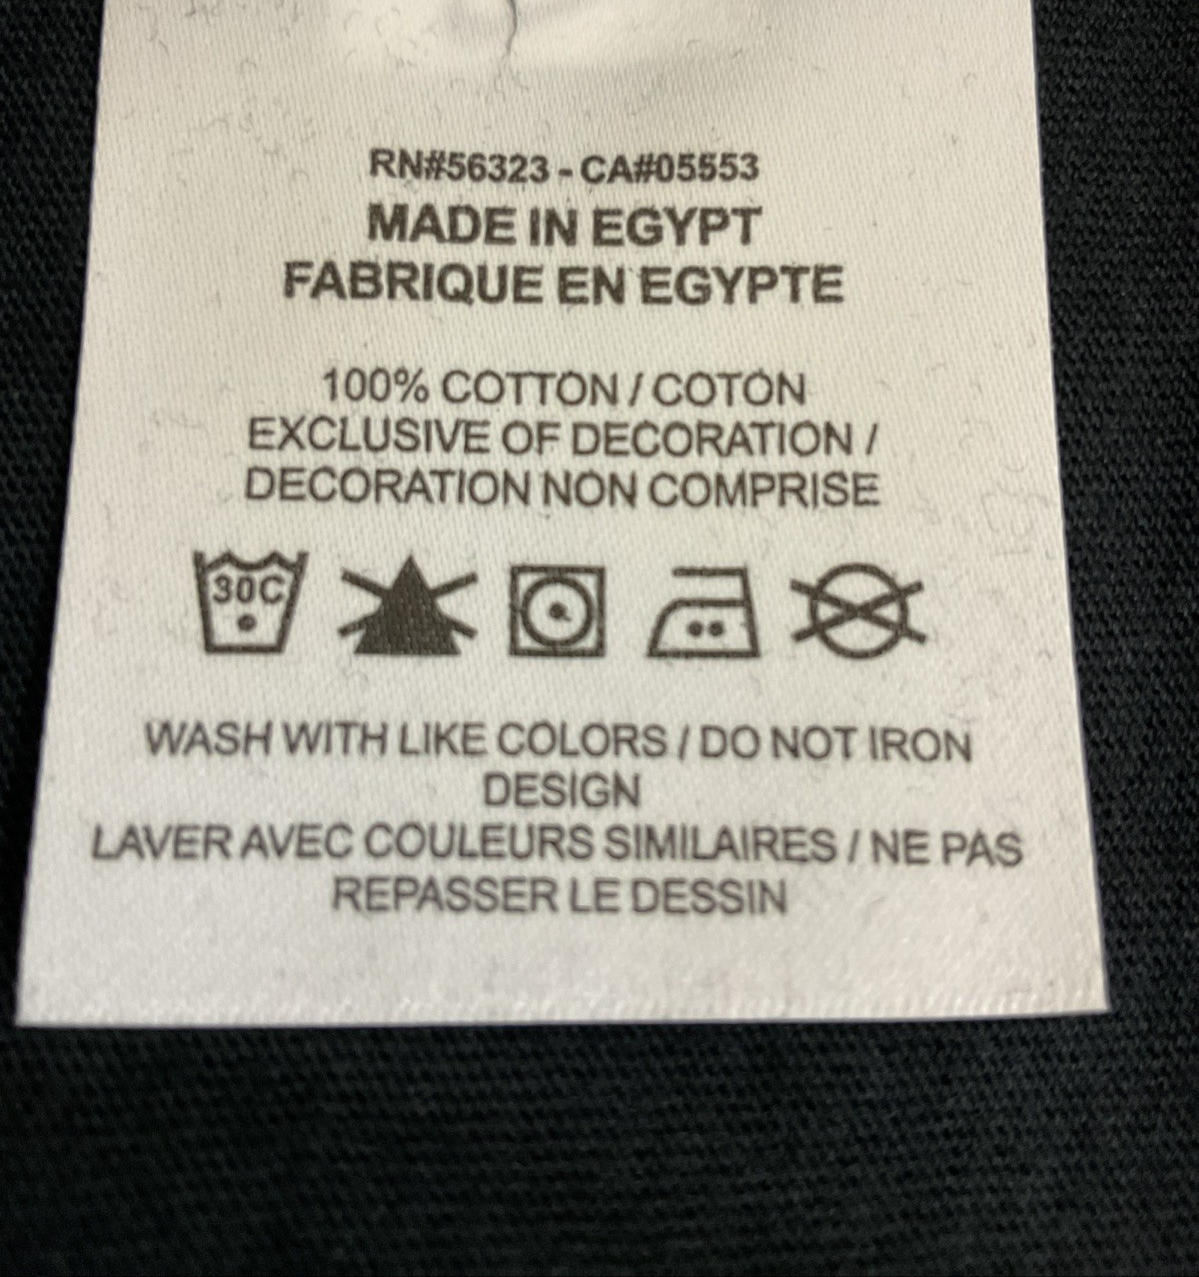 RN#56323 - CA#05553
MADE IN EGYPT
FABRIQUE EN EGYPTE
100% COTTON / COTON
EXCLUSIVE OF DECORATION /
DECORATION NON COMPRISE
30C
WASH WITH LIKE COLORS / DO NOT IRON
DESIGN
LAVER AVEC COULEURS SIMILAIRES / NE PAS
REPASSER LE DESSIN